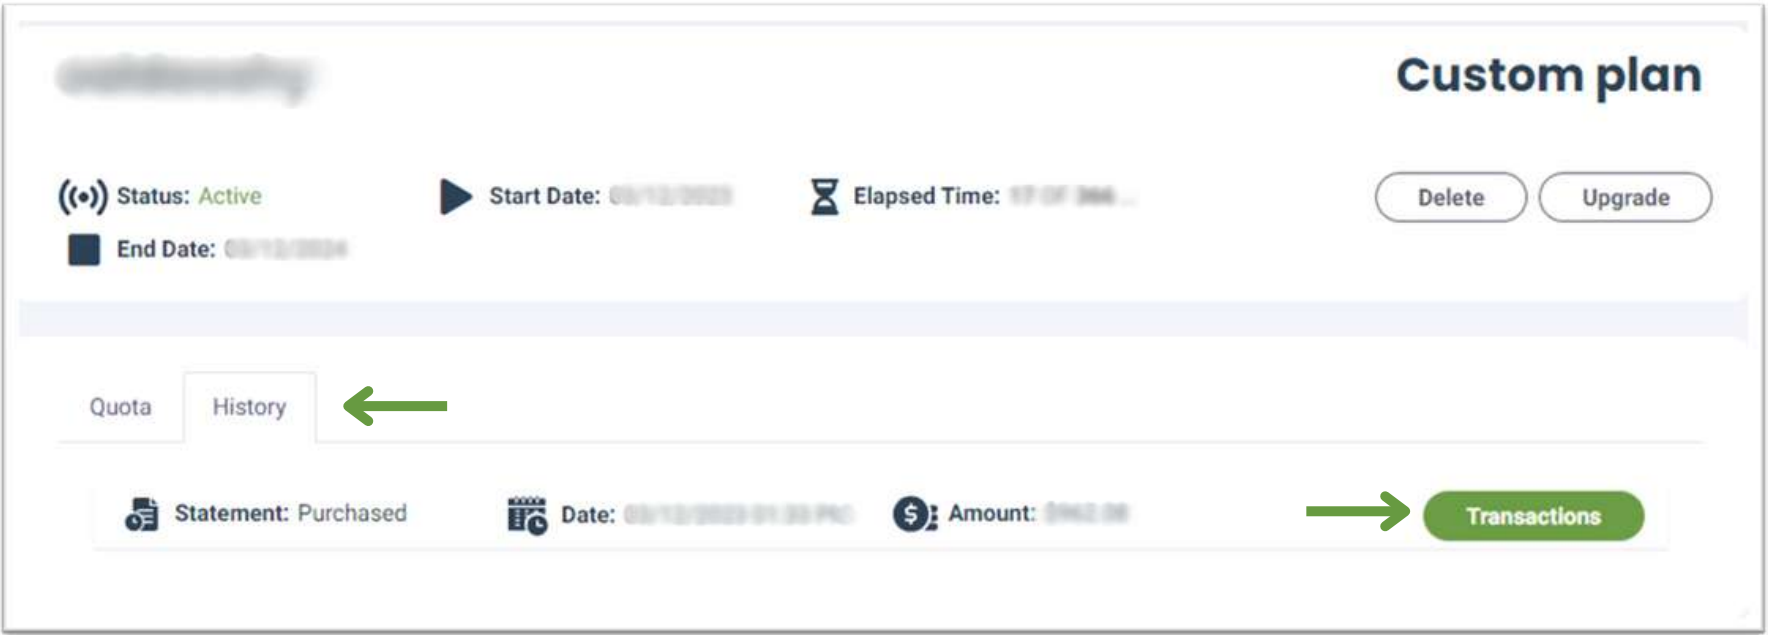 Custom plan
Status: Active Start Date: Elapsed Time: Delete Upgrade
End Date:
Quota History
Statement: Purchased Date: Amount: Transactions